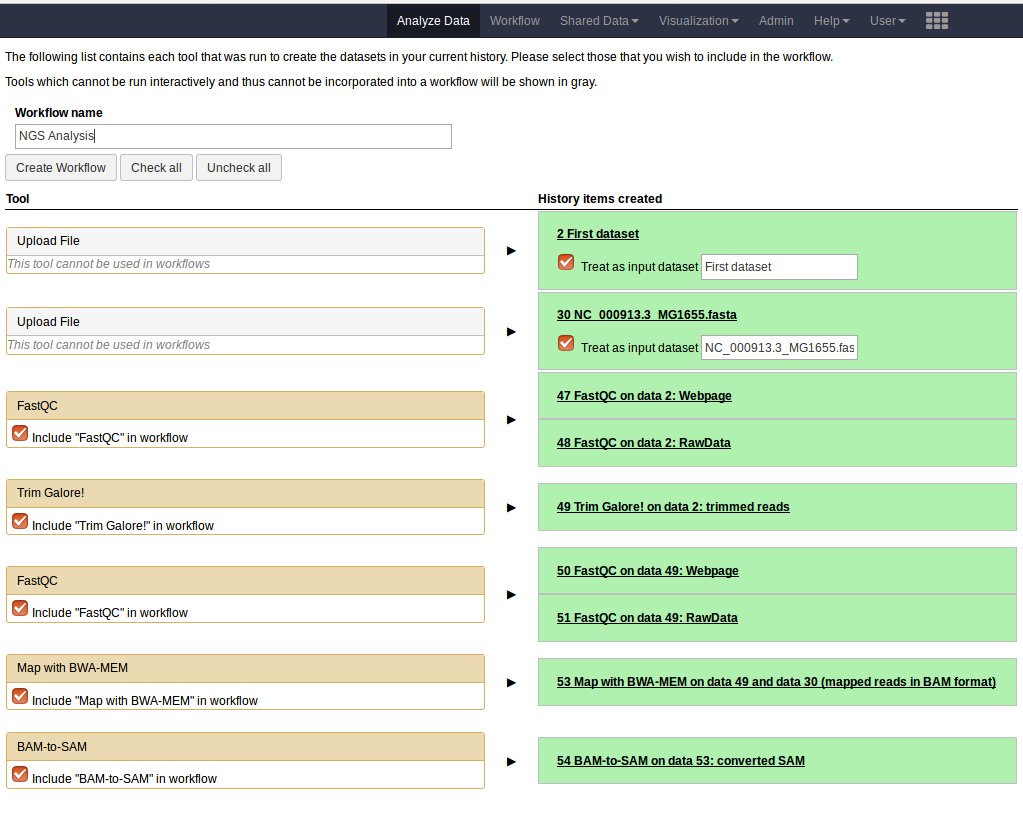 Analyze Data Workflow Shared Data Visualization Admin Help User
The following list contains each tool that was run to create the datasets in your current history. Please select those that you wish to include in the workflow.
Tools which cannot be run interactively and thus cannot be incorporated into a workflow will be shown in gray.
Workflow name
NGS Analysis
Create Workflow Check all Uncheck all
Tool History items created
Upload File
This tool cannot be used in workflows
2 First dataset
Treat as input dataset First dataset
Upload File
This tool cannot be used in workflows
30 NC_000913.3_MG1655.fasta
Treat as input dataset NC_000913.3_MG1655.fas
FastQC
Include "FastQC" in workflow
47 FastQC on data 2: Webpage
48 FastQC on data 2: RawData
Trim Galore!
Include "Trim Galore!" in workflow
49 Trim Galore! on data 2: trimmed reads
FastQC
Include "FastQC" in workflow
50 FastQC on data 49: Webpage
51 FastQC on data 49: RawData
Map with BWA-MEM
Include "Map with BWA-MEM" in workflow
53 Map with BWA-MEM on data 49 and data 30 (mapped reads in BAM format)
BAM-to-SAM
Include "BAM-to-SAM" in workflow
54 BAM-to-SAM on data 53: converted SAM